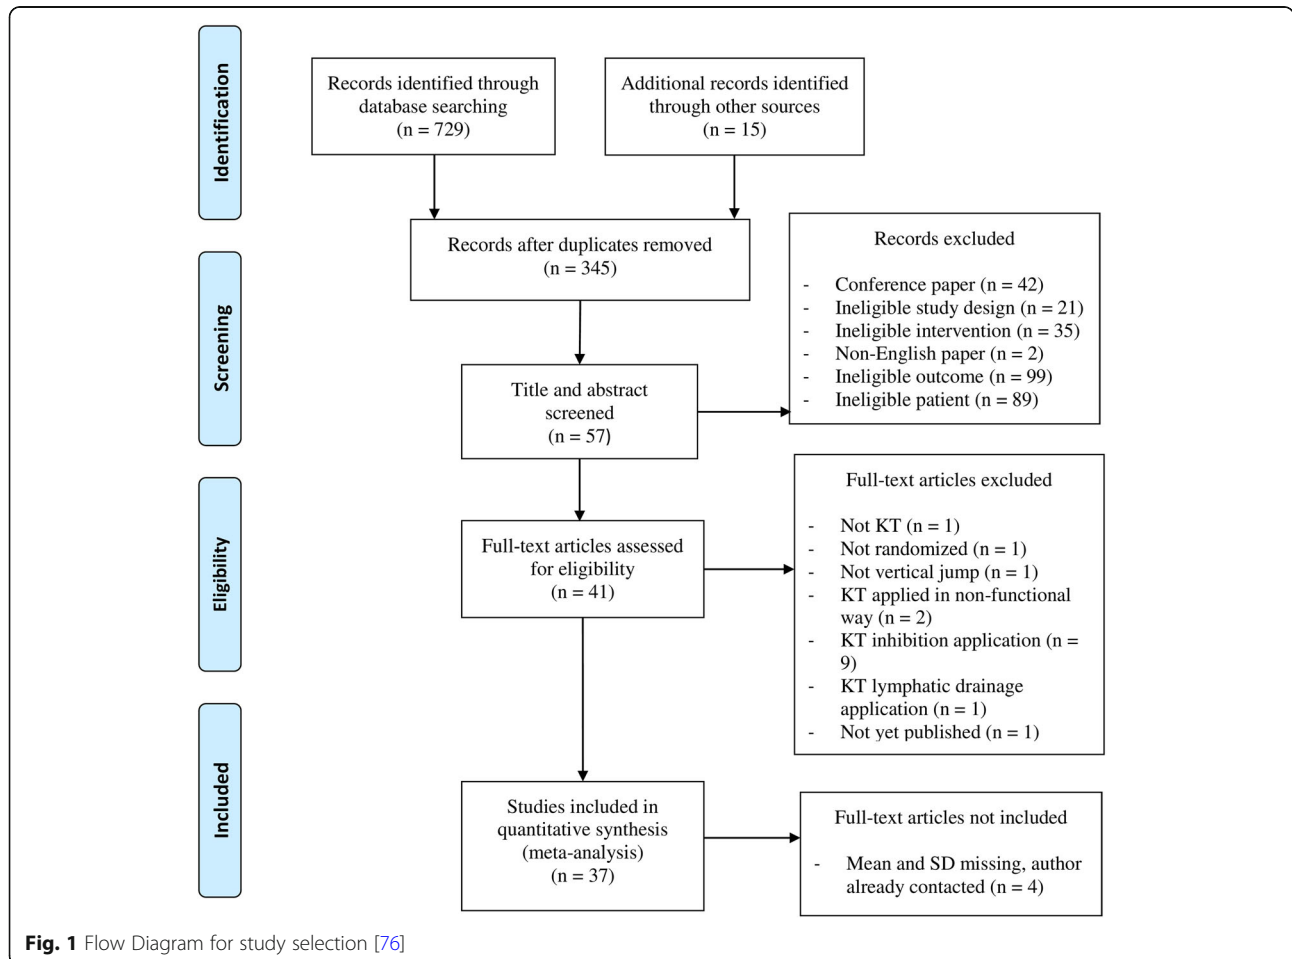 Identification
Records identified through
database searching
(n = 729)
Additional records identified
through other sources
(n = 15)
Records after duplicates removed
(n = 345)
Screening
Records excluded
- Conference paper (n = 42)
- Ineligible study design (n = 21)
- Ineligible intervention (n = 35)
- Non-English paper (n = 2)
- Ineligible outcome (n = 99)
- Ineligible patient (n = 89)
Title and abstract
screened
(n = 57)
Eligibility
Full-text articles assessed
for eligibility
(n = 41)
Full-text articles excluded
- Not KT (n = 1)
- Not randomized (n = 1)
- Not vertical jump (n = 1)
- KT applied in non-functional
way (n = 2)
- KT inhibition application (n =
9)
- KT lymphatic drainage
application (n = 1)
- Not yet published (n = 1)
Included
Studies included in
quantitative synthesis
(meta-analysis)
(n = 37)
Full-text articles not included
- Mean and SD missing, author
already contacted (n = 4)
Fig. 1 Flow Diagram for study selection [76]